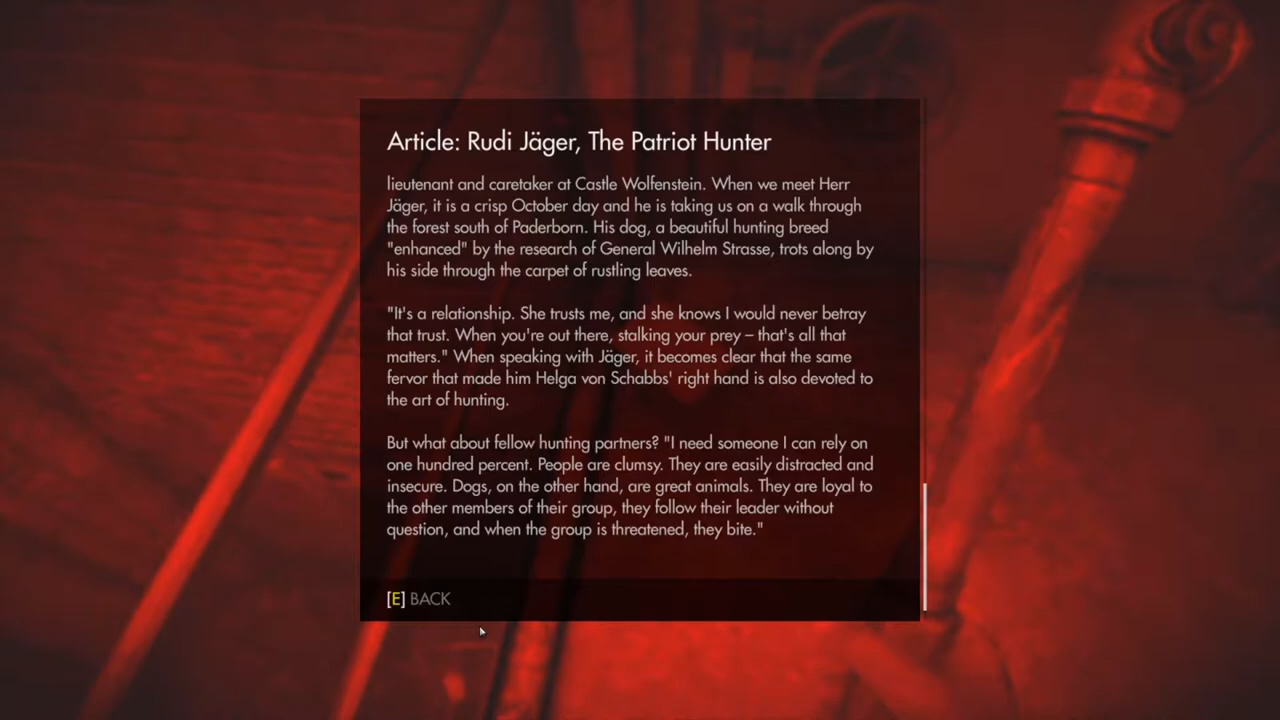 Article: Rudi Jäger, The Patriot Hunter
lieutenant and caretaker at Castle Wolfenstein. When we meet Herr
Jäger, it is a crisp October day and he is taking us on a walk through
the forest south of Paderborn. His dog, a beautiful hunting breed
"enhanced" by the research of General Wilhelm Strasse, trots along by
his side through the carpet of rustling leaves.
"It's a relationship. She trusts me, and she knows I would never betray
that trust. When you're out there, stalking your prey – that's all that
matters." When speaking with Jäger, it becomes clear that the same
fervor that made him Helga von Schabbs' right hand is also devoted to
the art of hunting.
But what about fellow hunting partners? "I need someone I can rely on
one hundred percent. People are clumsy. They are easily distracted and
insecure. Dogs, on the other hand, are great animals. They are loyal to
the other members of their group, they follow their leader without
question, and when the group is threatened, they bite."
[E] BACK